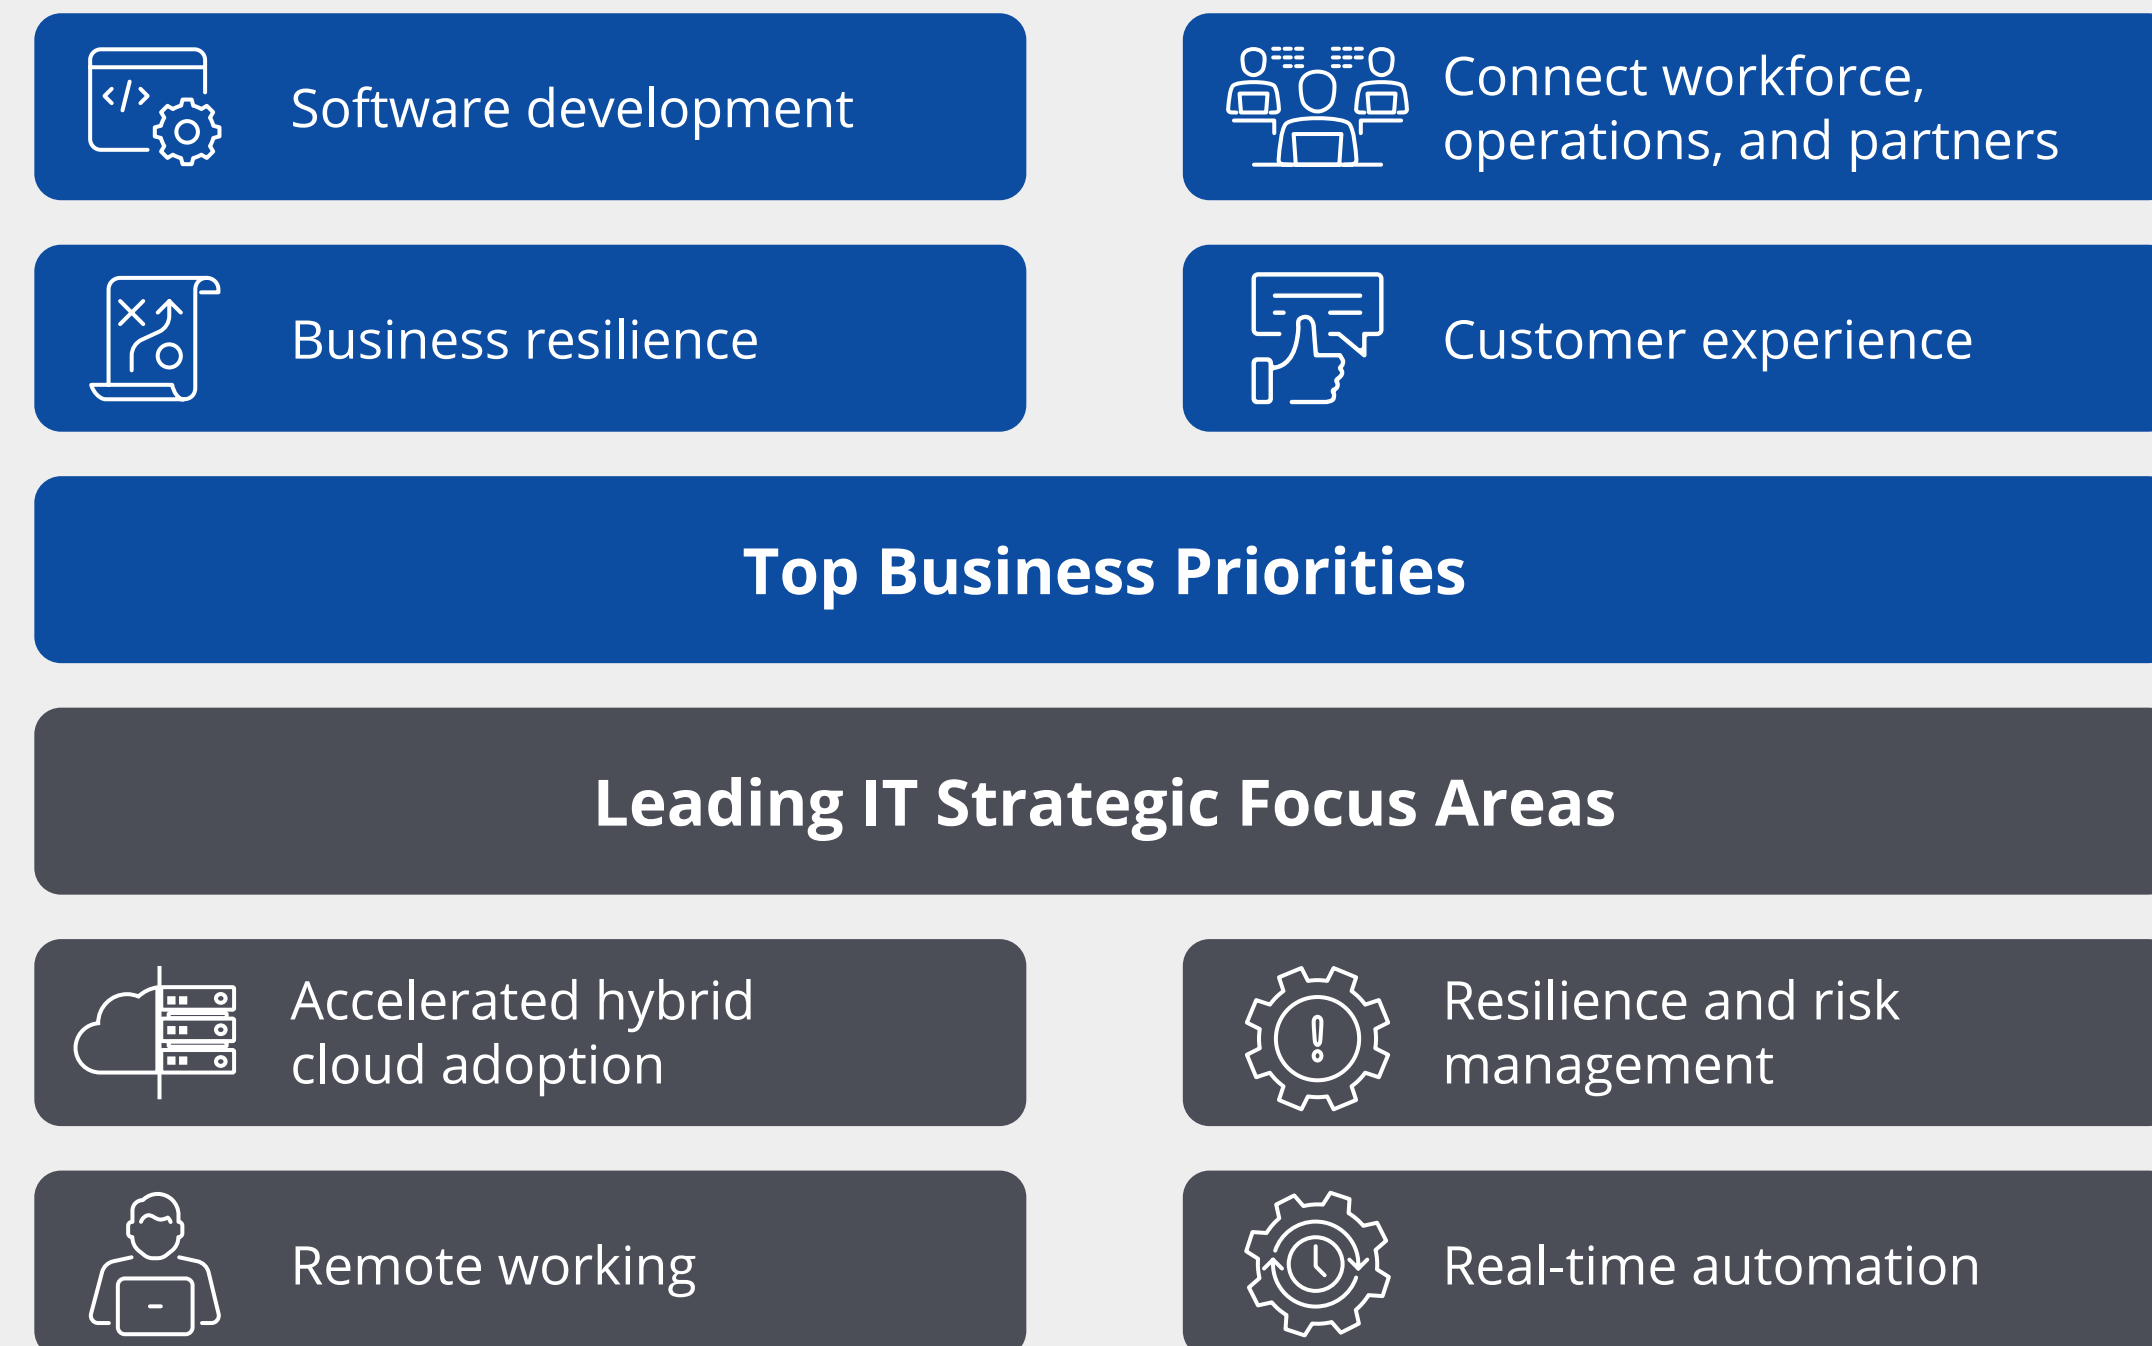 Software development
Connect workforce,
operations, and partners
Business resilience
Customer experience
Top Business Priorities
Leading IT Strategic Focus Areas
Accelerated hybrid
cloud adoption
Resilience and risk
management
Remote working
Real-time automation